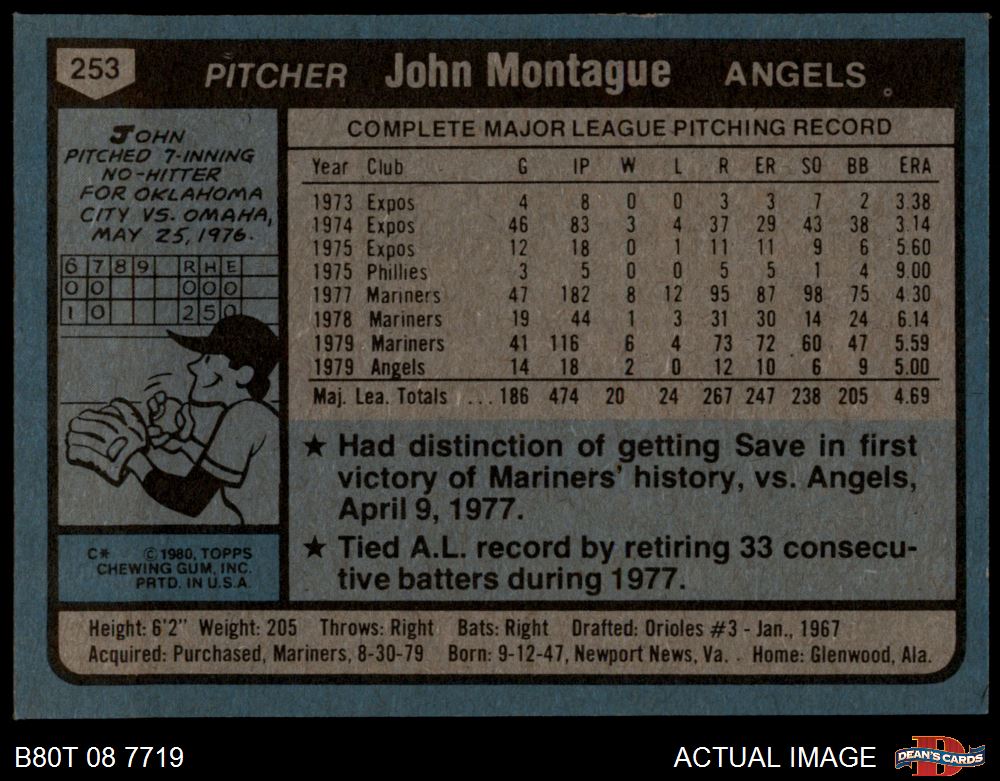 253 PITCHER John Montague ANGELS
JOHN
PITCHED 7-INNING
NO-HITTER
FOR OKLAHOMA
CITY VS. OMAHA,
MAY 25, 1976.
6 7 8 9 R H E
0 0 0 0 0
1 0 2 5 0
C* © 1980, TOPPS
CHEWING GUM, INC.
PRTD. IN U.S.A.
COMPLETE MAJOR LEAGUE PITCHING RECORD
Year Club G IP W L R ER SO BB ERA
1973 Expos 4 8 0 0 3 3 7 2 3.38
1974 Expos 46 83 3 4 37 29 43 38 3.14
1975 Expos 12 18 0 1 11 11 9 6 5.60
1975 Phillies 3 5 0 0 5 5 1 4 9.00
1977 Mariners 47 182 8 12 95 87 98 75 4.30
1978 Mariners 19 44 1 3 31 30 14 24 6.14
1979 Mariners 41 116 6 4 73 72 60 47 5.59
1979 Angels 14 18 2 0 12 10 6 9 5.00
Maj. Lea. Totals ... 186 474 20 24 267 247 238 205 4.69
★ Had distinction of getting Save in first
victory of Mariners' history, vs. Angels,
April 9, 1977.
★ Tied A.L. record by retiring 33 consecu-
tive batters during 1977.
Height: 6'2" Weight: 205 Throws: Right Bats: Right Drafted: Orioles #3 - Jan., 1967
Acquired: Purchased, Mariners, 8-30-79 Born: 9-12-47, Newport News, Va. Home: Glenwood, Ala.
B80T 08 7719 ACTUAL IMAGE D DEAN'S CARDS